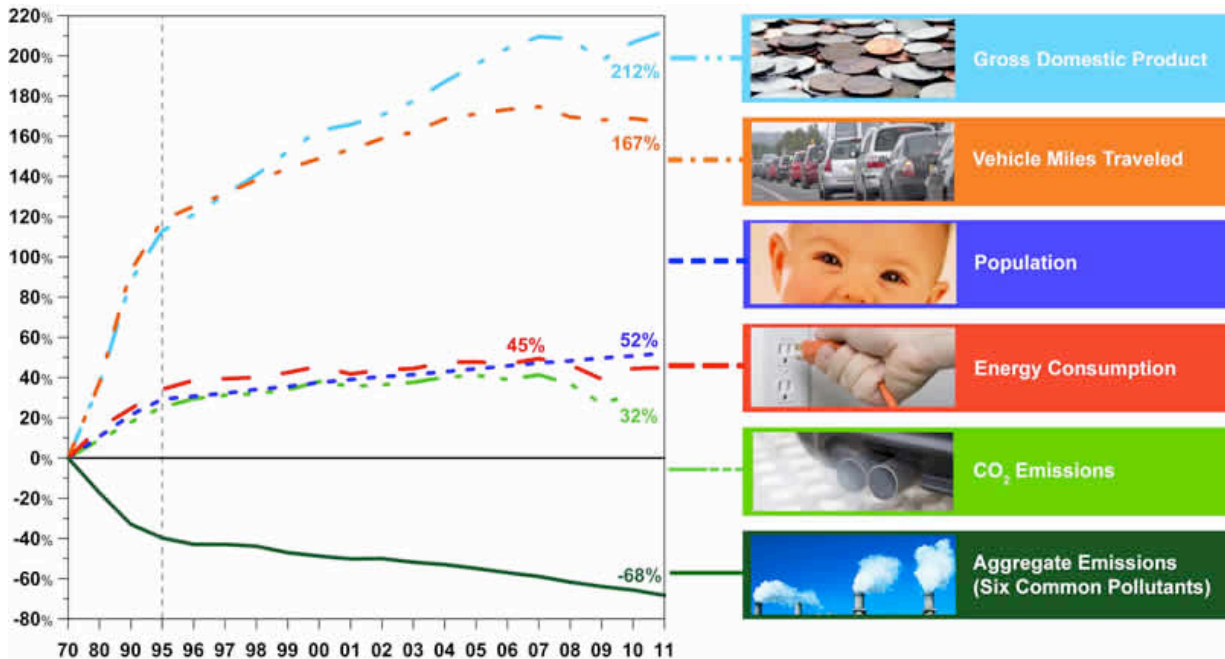 220%
200%
180%
160%
140%
120%
100%
80%
60%
40%
20%
0%
-20%
-40%
-60%
-80%
212%
167%
45%
52%
32%
-68%
70 80 90 95 96 97 98 99 00 01 02 03 04 05 06 07 08 09 10 11
Gross Domestic Product
Vehicle Miles Traveled
Population
Energy Consumption
CO₂ Emissions
Aggregate Emissions
(Six Common Pollutants)